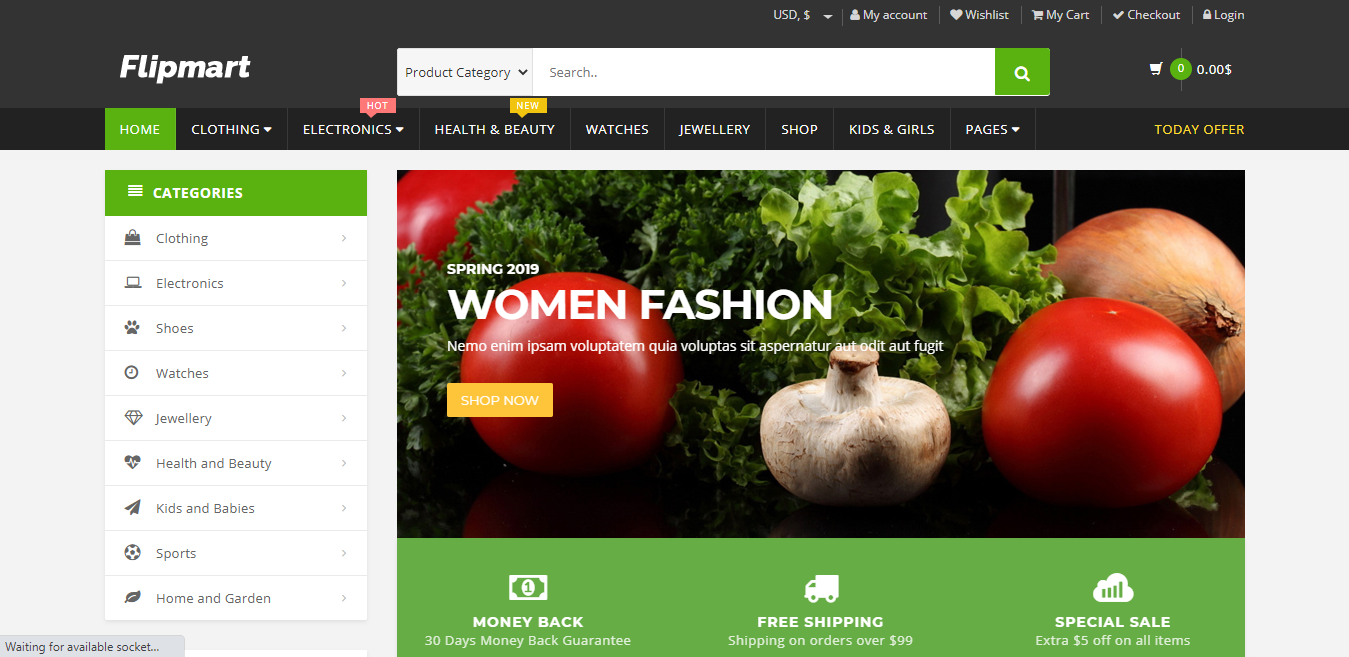 USD, $ My account Wishlist My Cart Checkout Login
Flipmart
Product Category Search.. 0 0.00$
HOT NEW
HOME CLOTHING ELECTRONICS HEALTH & BEAUTY WATCHES JEWELLERY SHOP KIDS & GIRLS PAGES TODAY OFFER
CATEGORIES
Clothing
Electronics
Shoes
Watches
Jewellery
Health and Beauty
Kids and Babies
Sports
Home and Garden
SPRING 2019
WOMEN FASHION
Nemo enim ipsam voluptatem quia voluptas sit aspernatur aut odit aut fugit
SHOP NOW
1
MONEY BACK
30 Days Money Back Guarantee
FREE SHIPPING
Shipping on orders over $99
SPECIAL SALE
Extra $5 off on all items
Waiting for available socket...